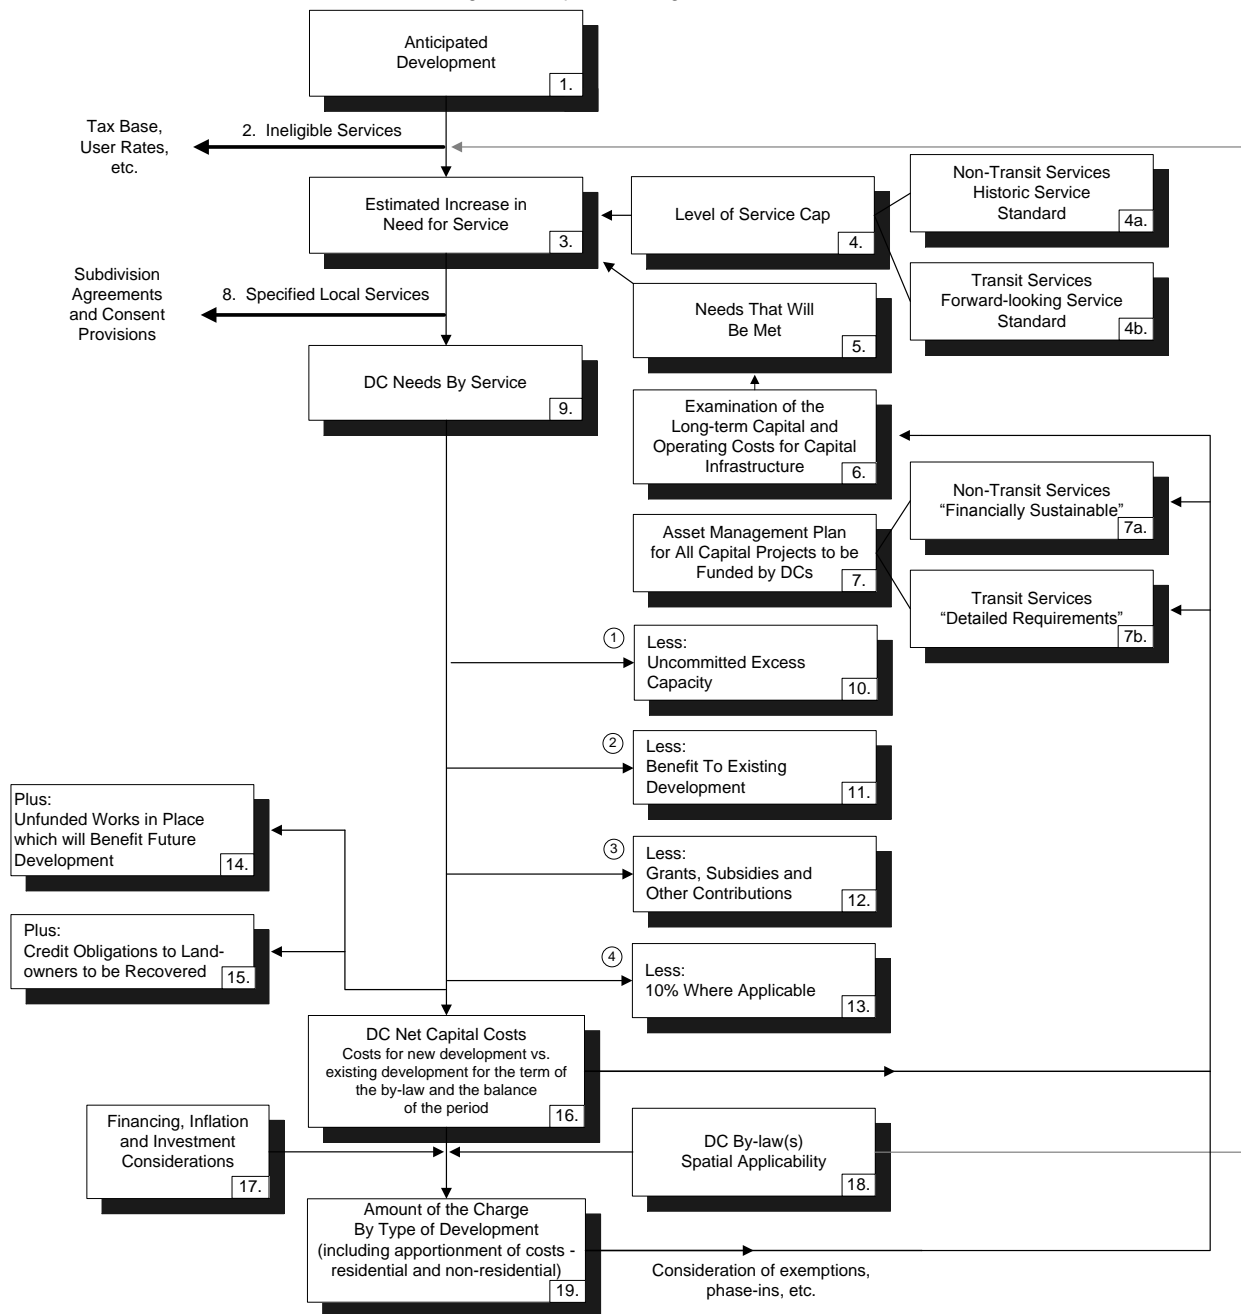 Anticipated
Development
1.
Tax Base,
User Rates,
etc.
2. Ineligible Services
Estimated Increase in
Need for Service
3.
Level of Service Cap
4.
Non-Transit Services
Historic Service
Standard
4a.
Transit Services
Forward-looking Service
Standard
4b.
Needs That Will
Be Met
5.
Subdivision
Agreements
and Consent
Provisions
8. Specified Local Services
DC Needs By Service
9.
Examination of the
Long-term Capital and
Operating Costs for Capital
Infrastructure
6.
Asset Management Plan
for All Capital Projects to be
Funded by DCs
7.
Non-Transit Services
“Financially Sustainable”
7a.
Transit Services
“Detailed Requirements”
7b.
1
Less:
Uncommitted Excess
Capacity
10.
2
Less:
Benefit To Existing
Development
11.
Plus:
Unfunded Works in Place
which will Benefit Future
Development
14.
3
Less:
Grants, Subsidies and
Other Contributions
12.
Plus:
Credit Obligations to Land-
owners to be Recovered
15.
4
Less:
10% Where Applicable
13.
DC Net Capital Costs
Costs for new development vs.
existing development for the term of
the by-law and the balance
of the period
16.
Financing, Inflation
and Investment
Considerations
17.
DC By-law(s)
Spatial Applicability
18.
Amount of the Charge
By Type of Development
(including apportionment of costs -
residential and non-residential)
19.
Consideration of exemptions,
phase-ins, etc.